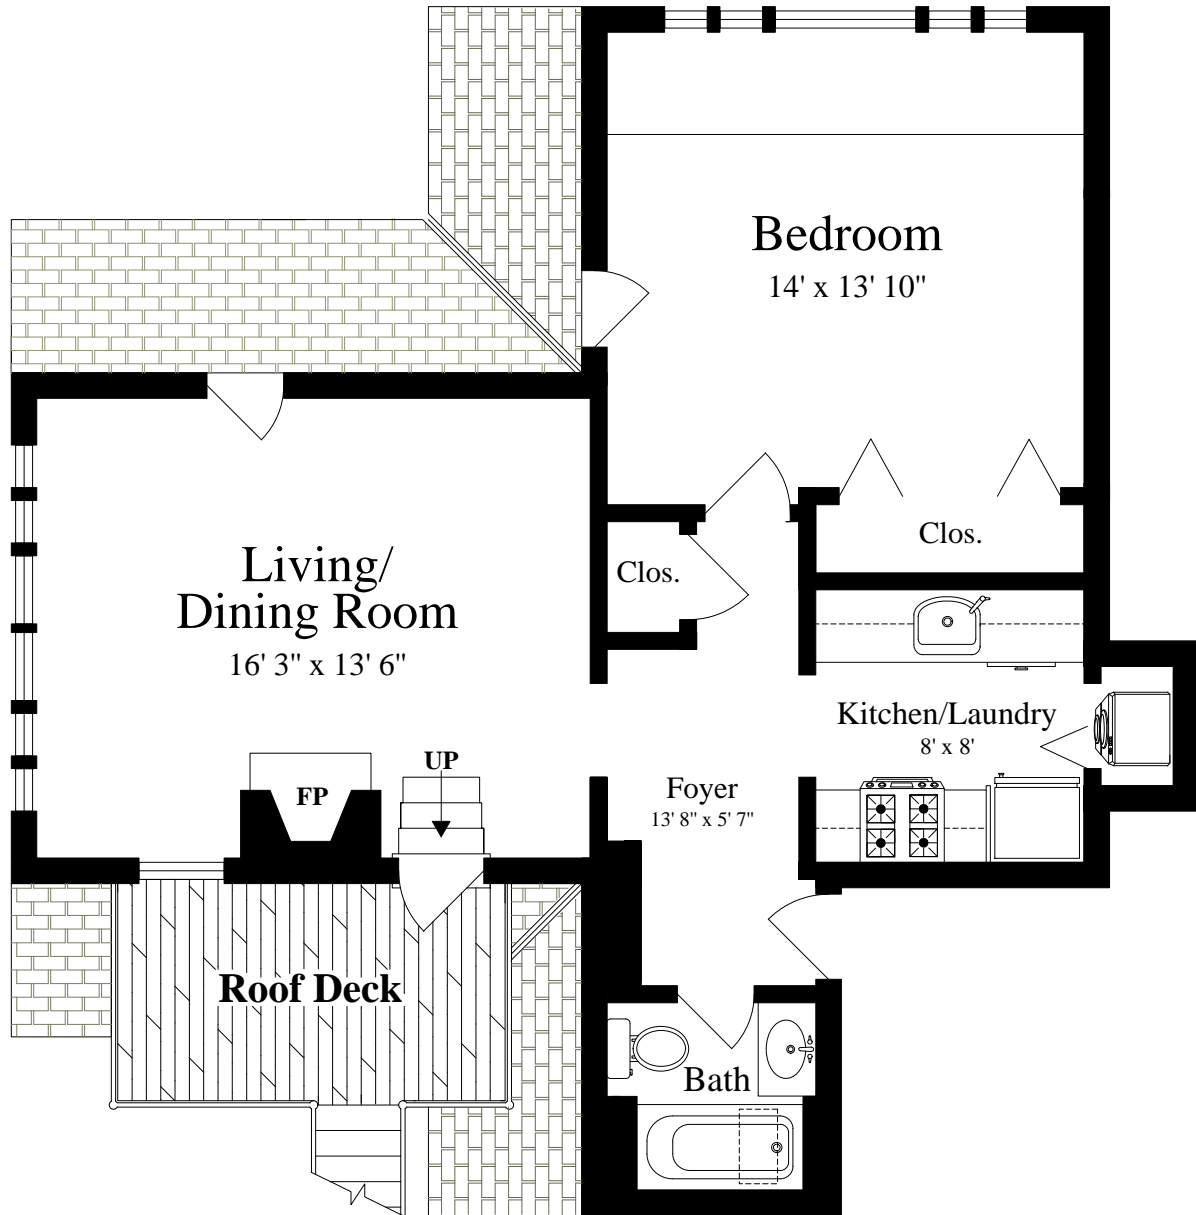 Bedroom
14' x 13' 10"
Clos.
Clos.
Living/
Dining Room
16' 3" x 13' 6"
Kitchen/Laundry
8' x 8'
UP
FP
Foyer
13' 8" x 5' 7"
Roof Deck
Bath